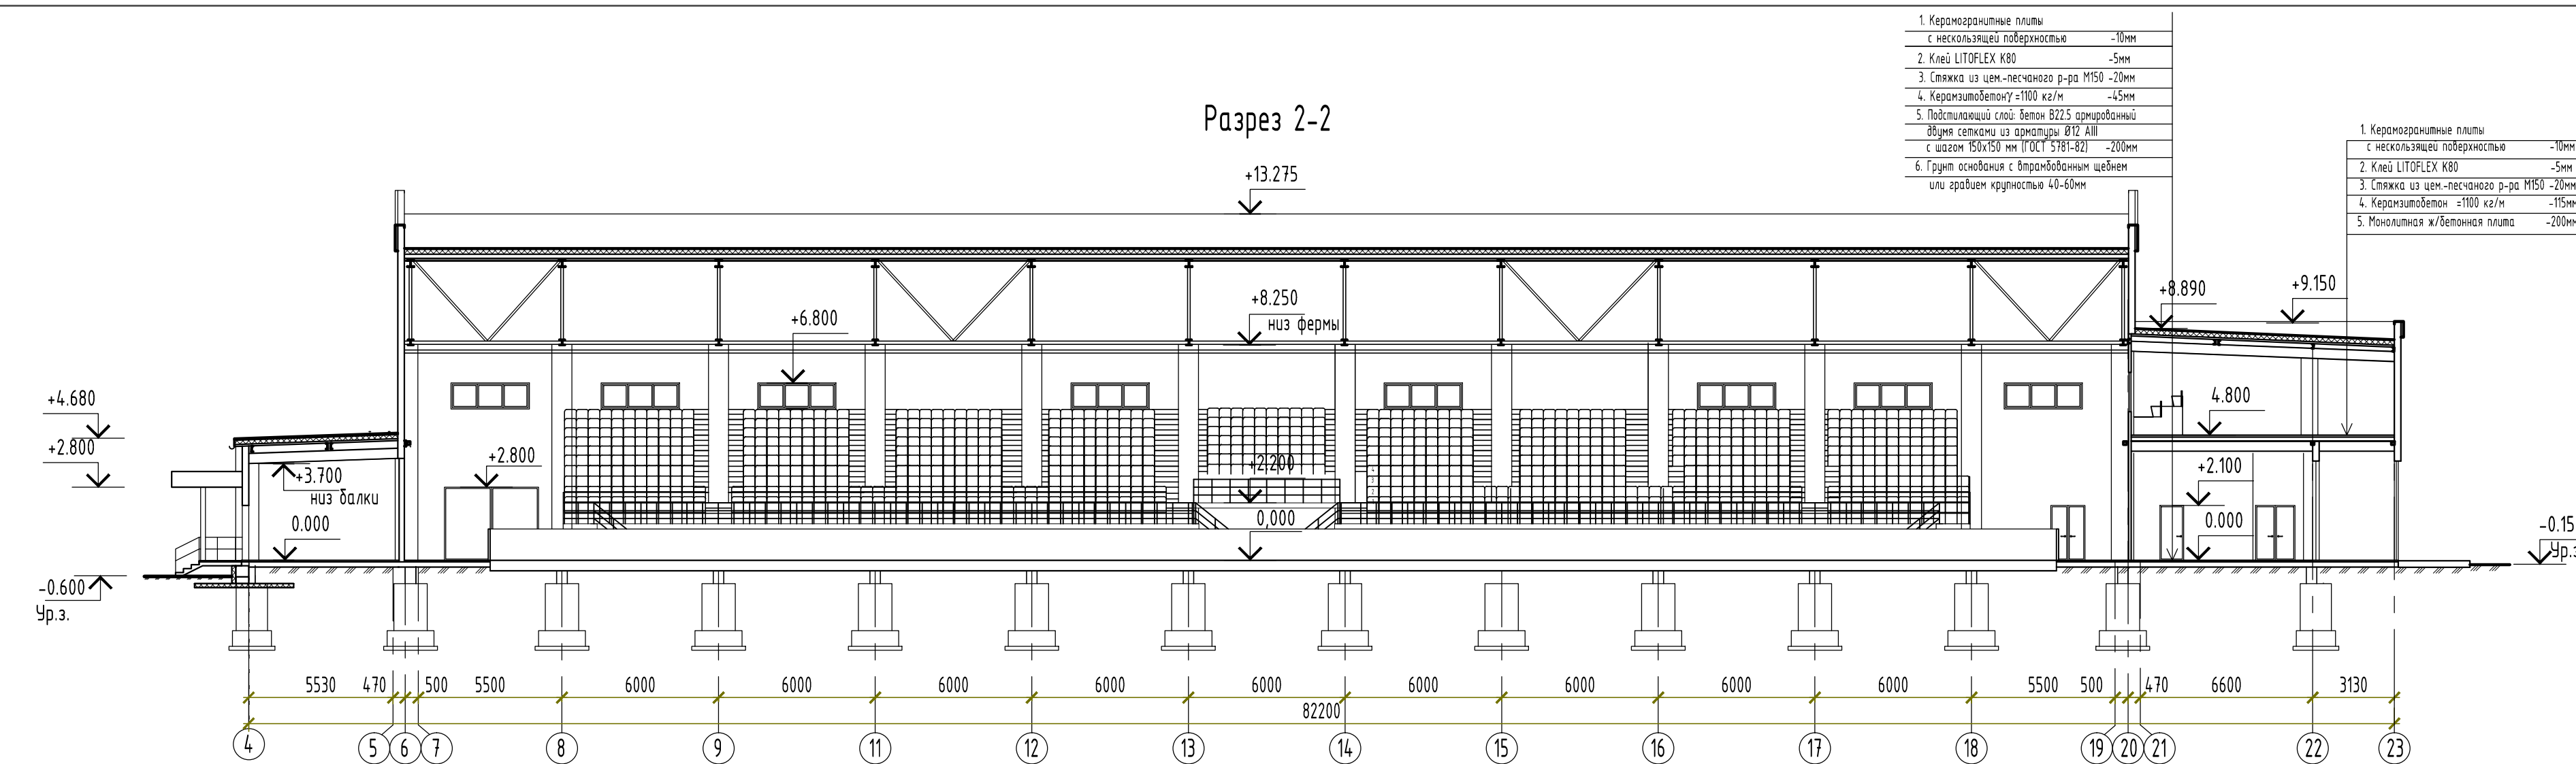 1. Керамогранитные плиты
с нескользящей поверхностью -10мм
2. Клей LITOFLEX K80 -5мм
3. Стяжка из цем.-песчаного р-ра М150 -20мм
4. Керамзитобетонγ =1100 кг/м -45мм
5. Подстилающий слой: бетон В22.5 армированный
двумя сетками из арматуры Ø12 АIII
с шагом 150х150 мм (ГОСТ 5781-82) -200мм
6. Грунт основания с втрамбованным щебнем
или гравием крупностью 40-60мм
1. Керамогранитные плиты
с нескользящей поверхностью -10мм
2. Клей LITOFLEX K80 -5мм
3. Стяжка из цем.-песчаного р-ра М150 -20мм
4. Керамзитобетон =1100 кг/м -115мм
5. Монолитная ж/бетонная плита -200мм
Разрез 2-2
+13.275
+8.250
низ фермы
+6.800
+8.890
+9.150
+4.680
+2.800
+3.700
низ балки
0.000
+2.800
+2.200
0,000
4.800
+2.100
0.000
-0.600
Ур.з.
-0.15
Ур.з
4
3
2
5530 470 500 5500 6000 6000 6000 6000 6000 6000 6000 6000 6000 5500 500 470 6600 3130
82200
4 5 6 7 8 9 11 12 13 14 15 16 17 18 19 20 21 22 23